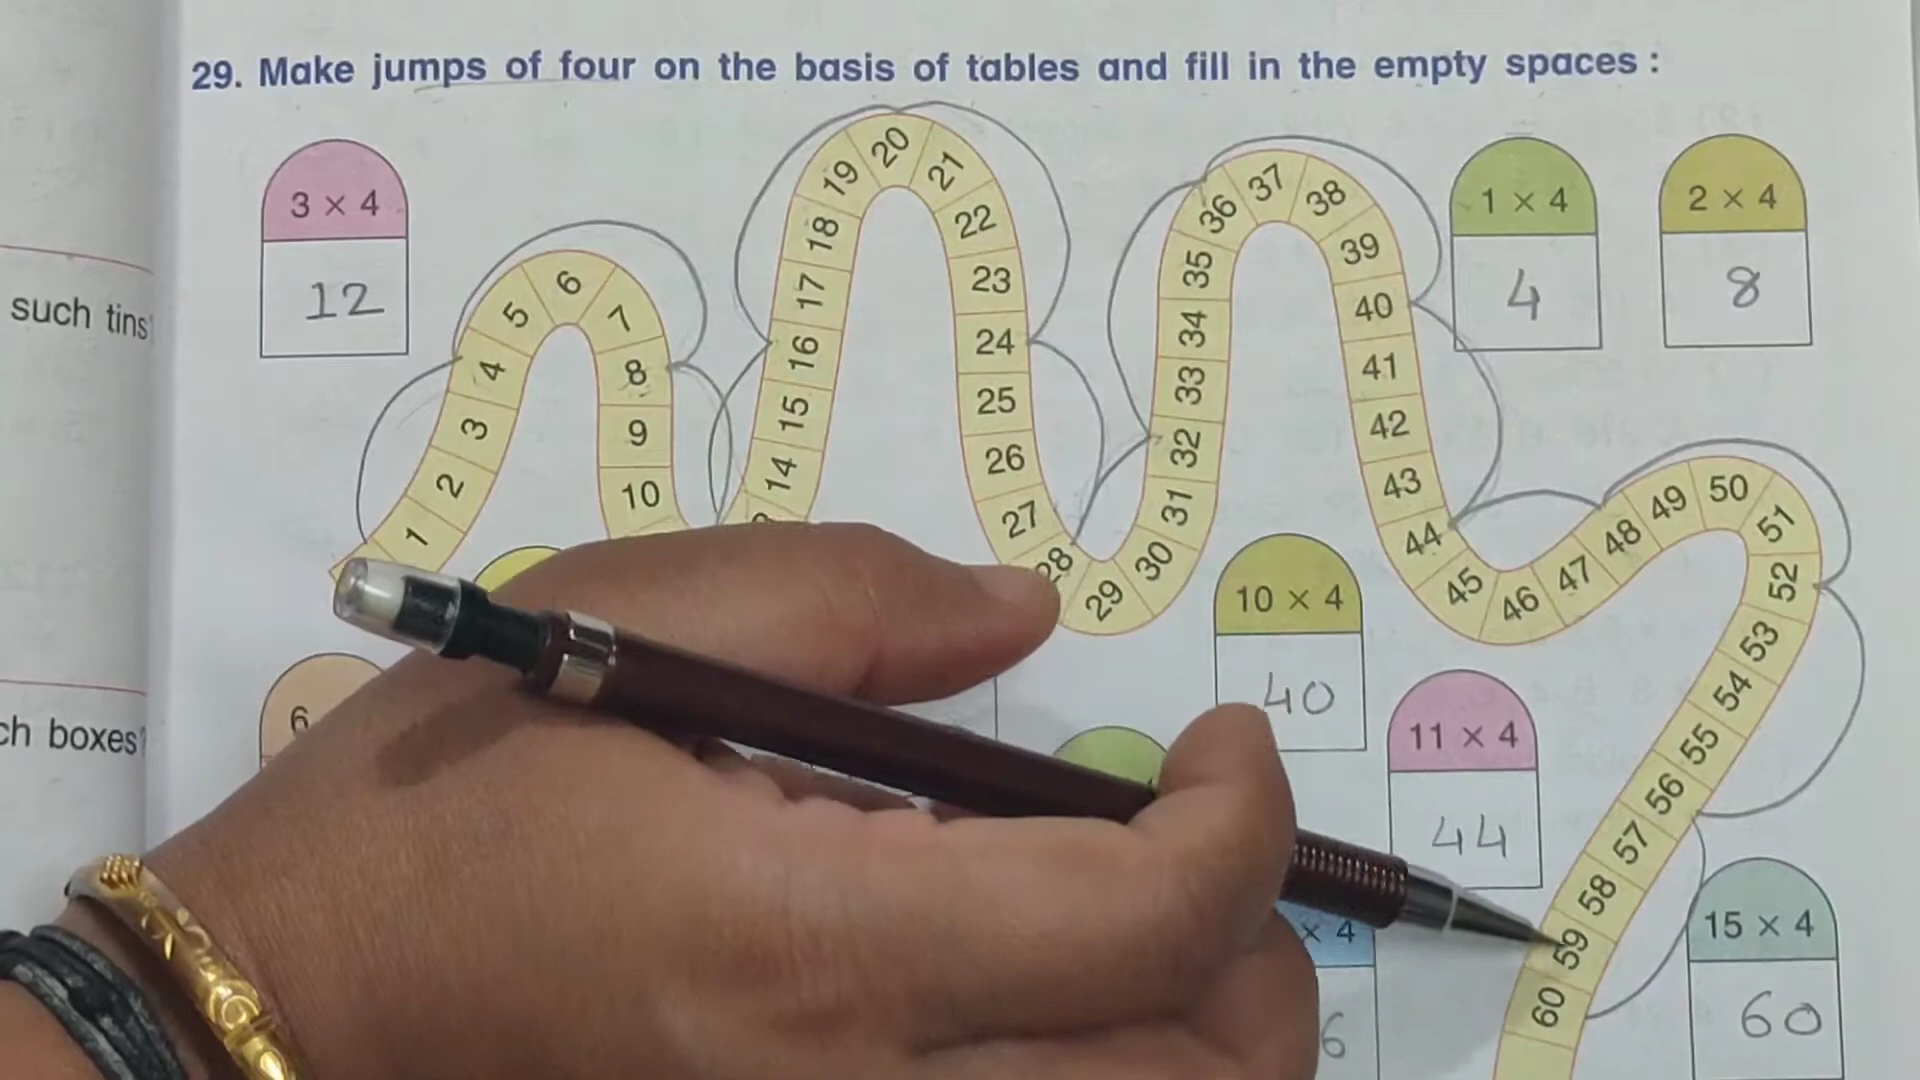 29. Make jumps of four on the basis of tables and fill in the empty spaces :
such tins
ch boxes?
3 × 4
12
1 × 4
4
2 × 4
8
1 2 3 4 5 6 7 8 9 10
14 15 16 17 18 19 20 21 22 23 24 25 26 27 28 29 30 31 32 33 34 35 36 37 38 39 40 41 42 43 44 45 46 47 48 49 50 51 52 53 54 55 56 57 58 59 60
6
10 × 4
40
11 × 4
44
× 4
6
15 × 4
60